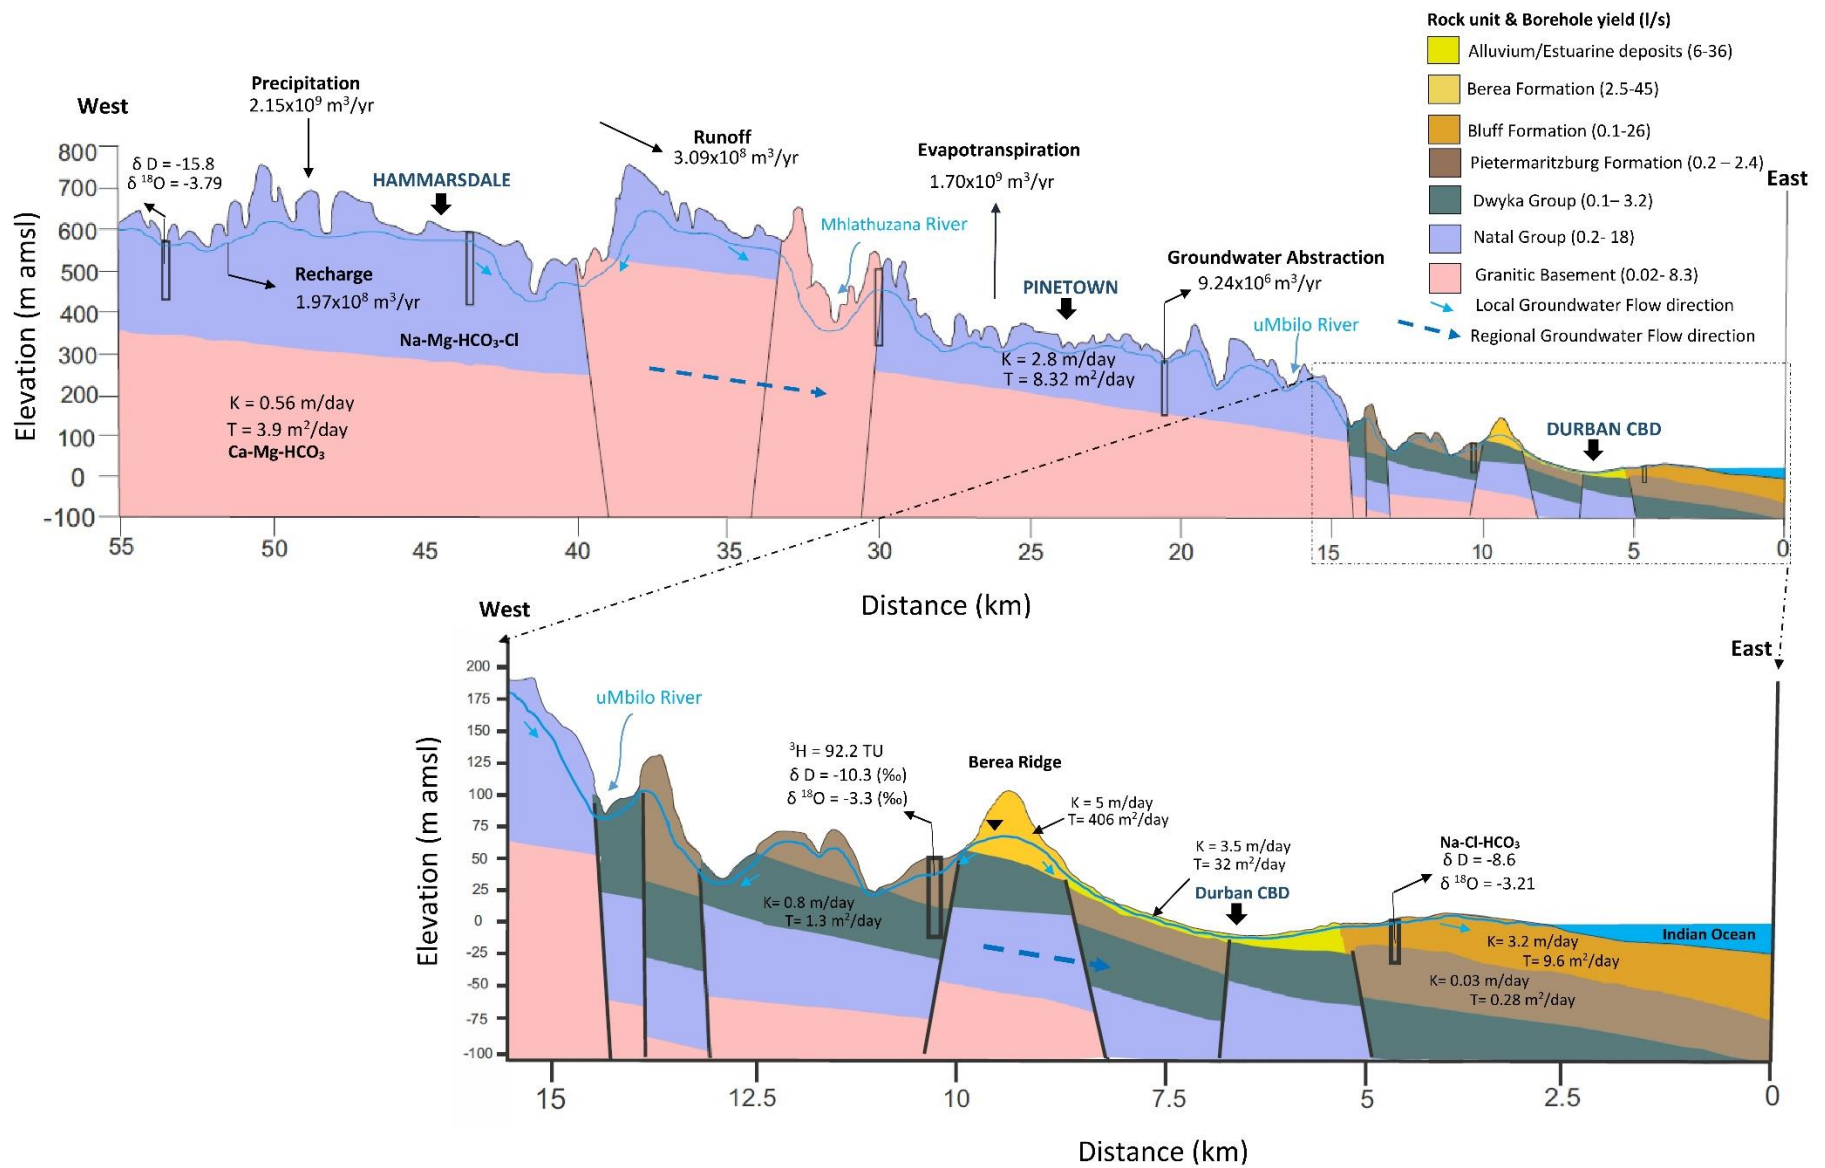 Rock unit & Borehole yield (l/s)
Alluvium/Estuarine deposits (6-36)
Berea Formation (2.5-45)
Bluff Formation (0.1-26)
Pietermaritzburg Formation (0.2 – 2.4)
Dwyka Group (0.1– 3.2)
Natal Group (0.2- 18)
Granitic Basement (0.02- 8.3)
Local Groundwater Flow direction
Regional Groundwater Flow direction
West
East
Precipitation
2.15x10⁹ m³/yr
δ D = -15.8
δ ¹⁸O = -3.79
HAMMARSDALE
Runoff
3.09x10⁸ m³/yr
Evapotranspiration
1.70x10⁹ m³/yr
Mhlathuzana River
Groundwater Abstraction
9.24x10⁶ m³/yr
PINETOWN
uMbilo River
Recharge
1.97x10⁸ m³/yr
Na-Mg-HCO₃-Cl
K = 2.8 m/day
T = 8.32 m²/day
K = 0.56 m/day
T = 3.9 m²/day
Ca-Mg-HCO₃
DURBAN CBD
Elevation (m amsl)
800
700
600
500
400
300
200
100
0
-100
55
50
45
40
35
30
25
20
15
10
5
0
Distance (km)
West
East
uMbilo River
³H = 92.2 TU
δ D = -10.3 (‰)
δ ¹⁸O = -3.3 (‰)
Berea Ridge
K = 5 m/day
T= 406 m²/day
K = 3.5 m/day
T= 32 m²/day
Durban CBD
Na-Cl-HCO₃
δ D = -8.6
δ ¹⁸O = -3.21
K= 0.8 m/day
T= 1.3 m²/day
Indian Ocean
K= 3.2 m/day
T= 9.6 m²/day
K= 0.03 m/day
T= 0.28 m²/day
Elevation (m amsl)
200
175
150
125
100
75
50
25
0
-25
-50
-75
-100
15
12.5
10
7.5
5
2.5
0
Distance (km)